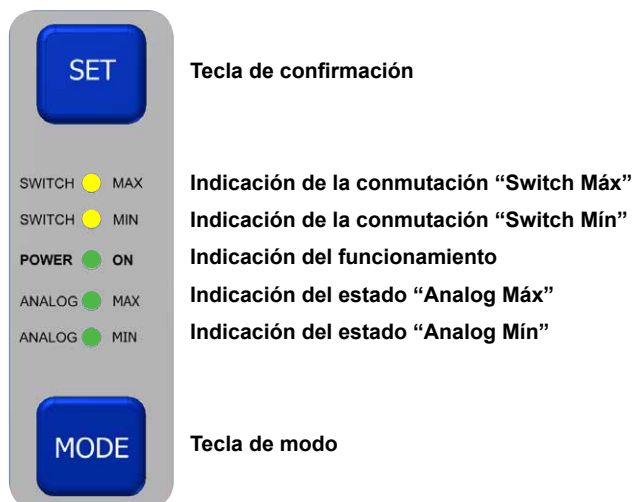 SET Tecla de confirmación
SWITCH MAX Indicación de la conmutación “Switch Máx”
SWITCH MIN Indicación de la conmutación “Switch Mín”
POWER ON Indicación del funcionamiento
ANALOG MAX Indicación del estado “Analog Máx”
ANALOG MIN Indicación del estado “Analog Mín”
MODE Tecla de modo